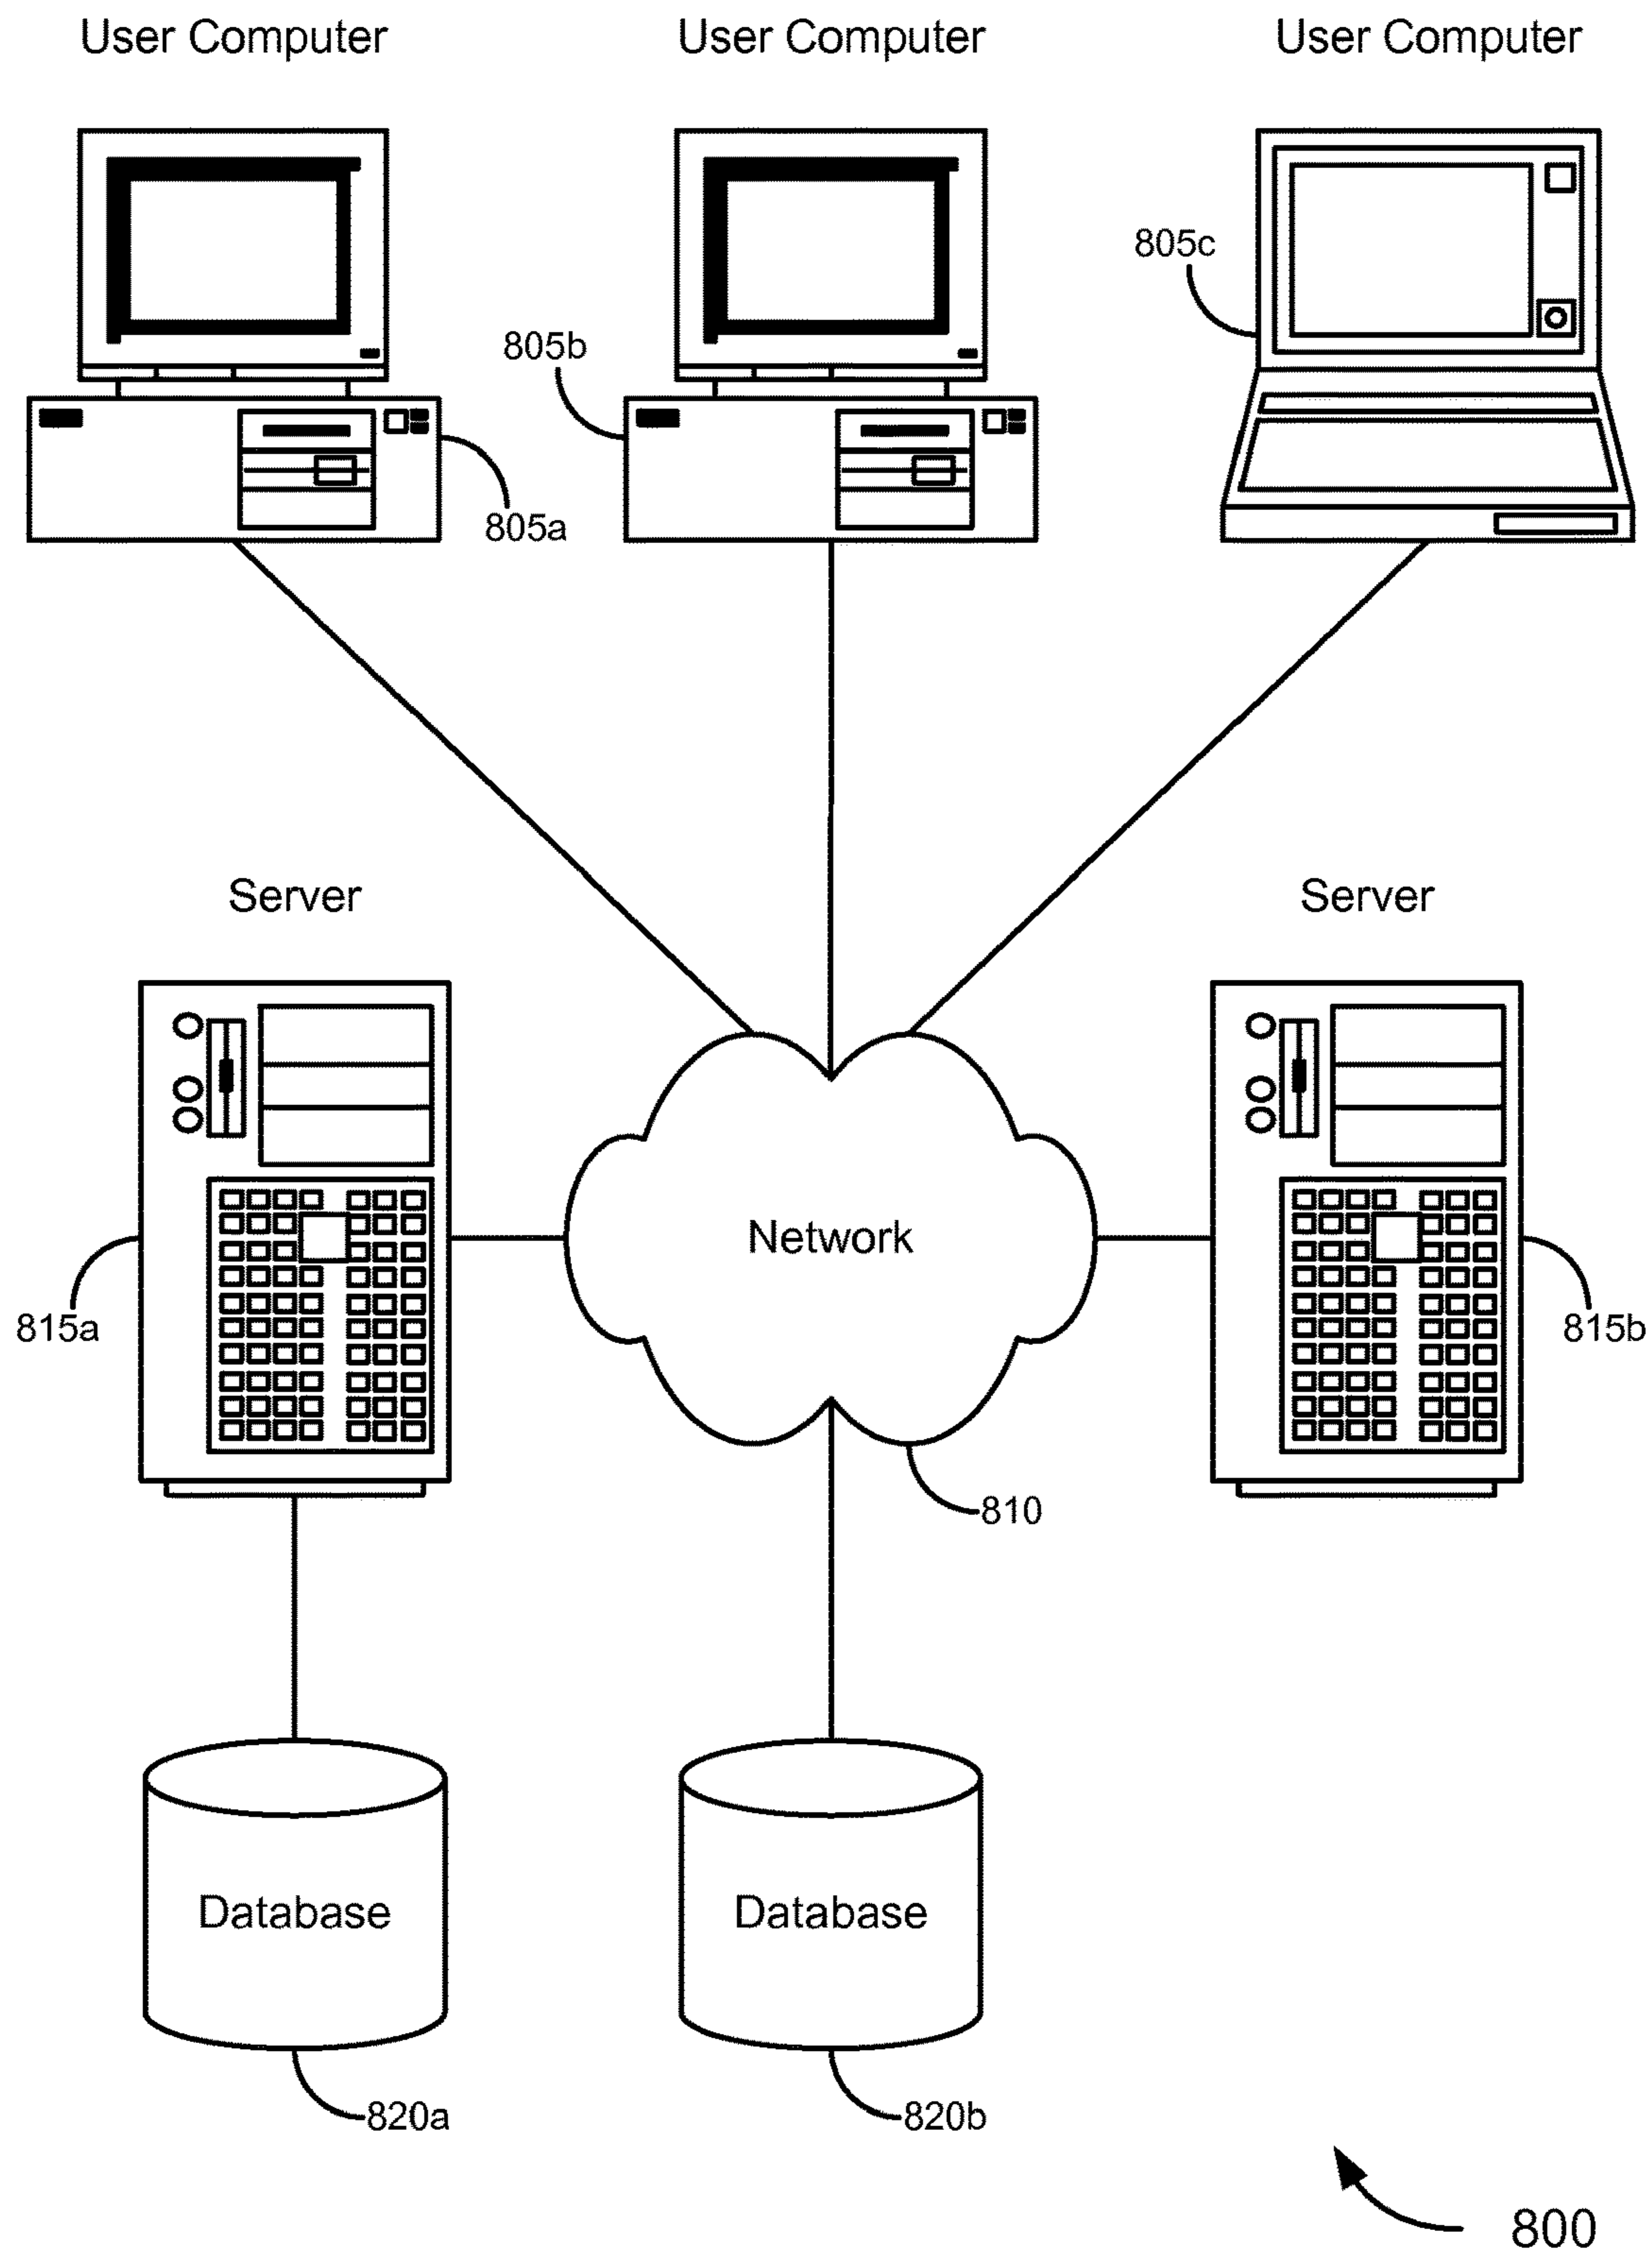 User Computer
User Computer
User Computer
805c
805b
805a
Server
Server
Network
815a
815b
810
Database
Database
820a
820b
800